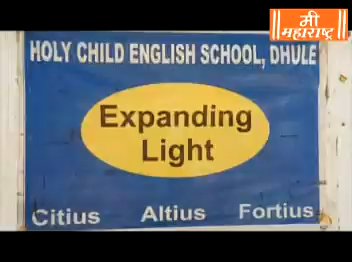 मी
महाराष्ट्र
HOLY CHILD ENGLISH SCHOOL, DHULE
Expanding
Light
Citius Altius Fortius